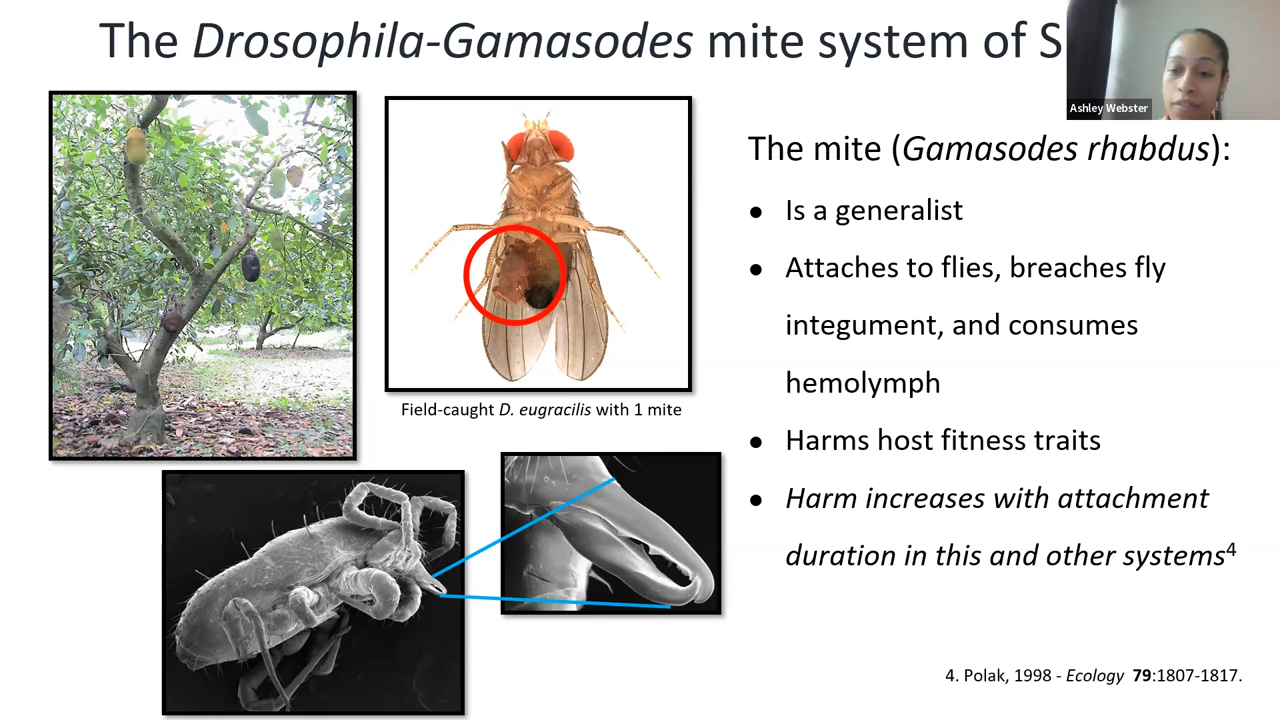 The Drosophila-Gamasodes mite system of S
Ashley Webster
The mite (Gamasodes rhabdus):
● Is a generalist
● Attaches to flies, breaches fly
integument, and consumes
hemolymph
● Harms host fitness traits
● Harm increases with attachment
duration in this and other systems⁴
Field-caught D. eugracilis with 1 mite
4. Polak, 1998 - Ecology 79:1807-1817.